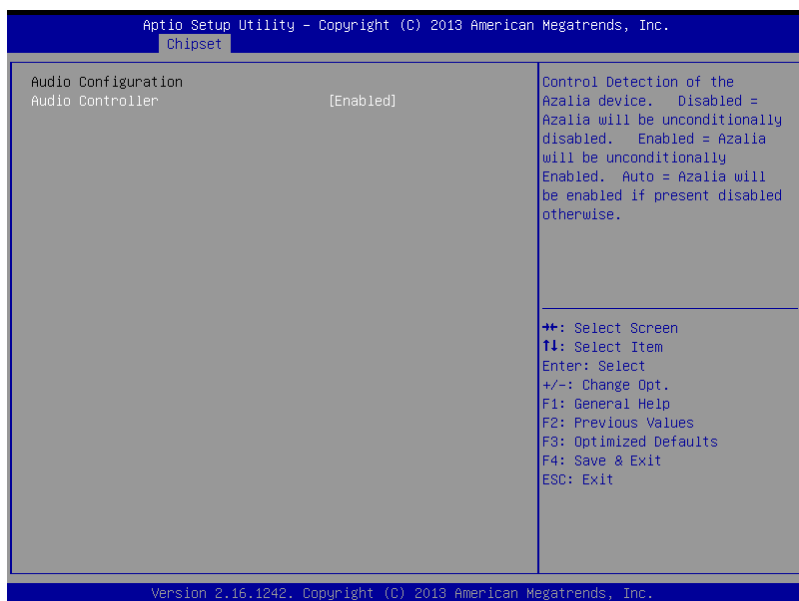 Aptio Setup Utility – Copyright (C) 2013 American Megatrends, Inc.
Chipset
Audio Configuration
Audio Controller [Enabled]
Control Detection of the
Azalia device. Disabled =
Azalia will be unconditionally
disabled. Enabled = Azalia
will be unconditionally
Enabled. Auto = Azalia will
be enabled if present disabled
otherwise.
→←: Select Screen
↑↓: Select Item
Enter: Select
+/-: Change Opt.
F1: General Help
F2: Previous Values
F3: Optimized Defaults
F4: Save & Exit
ESC: Exit
Version 2.16.1242. Copyright (C) 2013 American Megatrends, Inc.